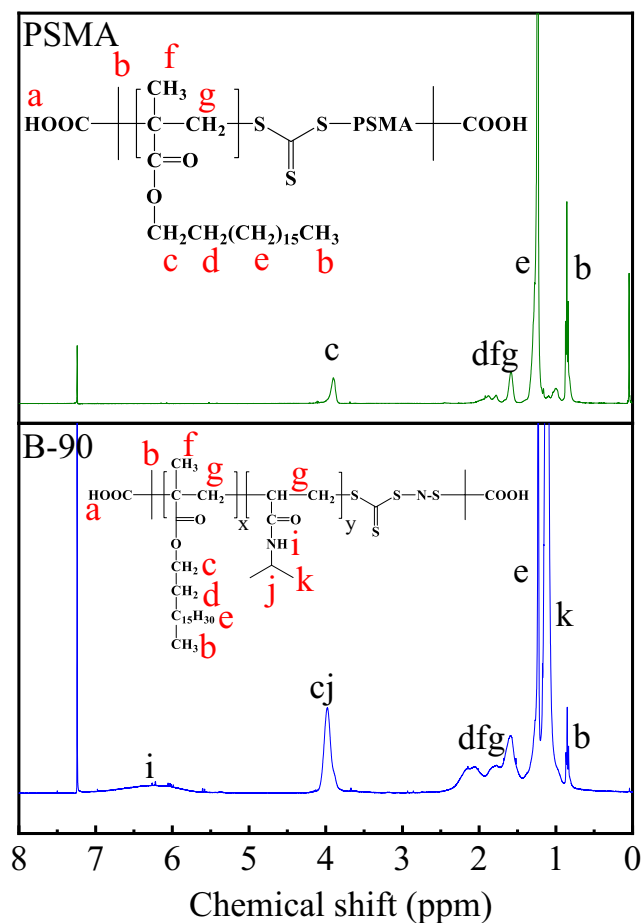 PSMA
b f
a CH₃ g
HOOC C CH₂ S S PSMA COOH
C=O S
O
CH₂CH₂(CH₂)15CH₃
c d e b
c
dfg
e
b
B-90
b f
CH₃ g g
HOOC C CH₂ CH CH₂ S S N-S COOH
a x y
C=O C=O S
O NH i
CH₂ c
CH₂ d j k
C₁₅H₃₀ e
CH₃ b
i
cj
dfg
e
k
b
8 7 6 5 4 3 2 1 0
Chemical shift (ppm)